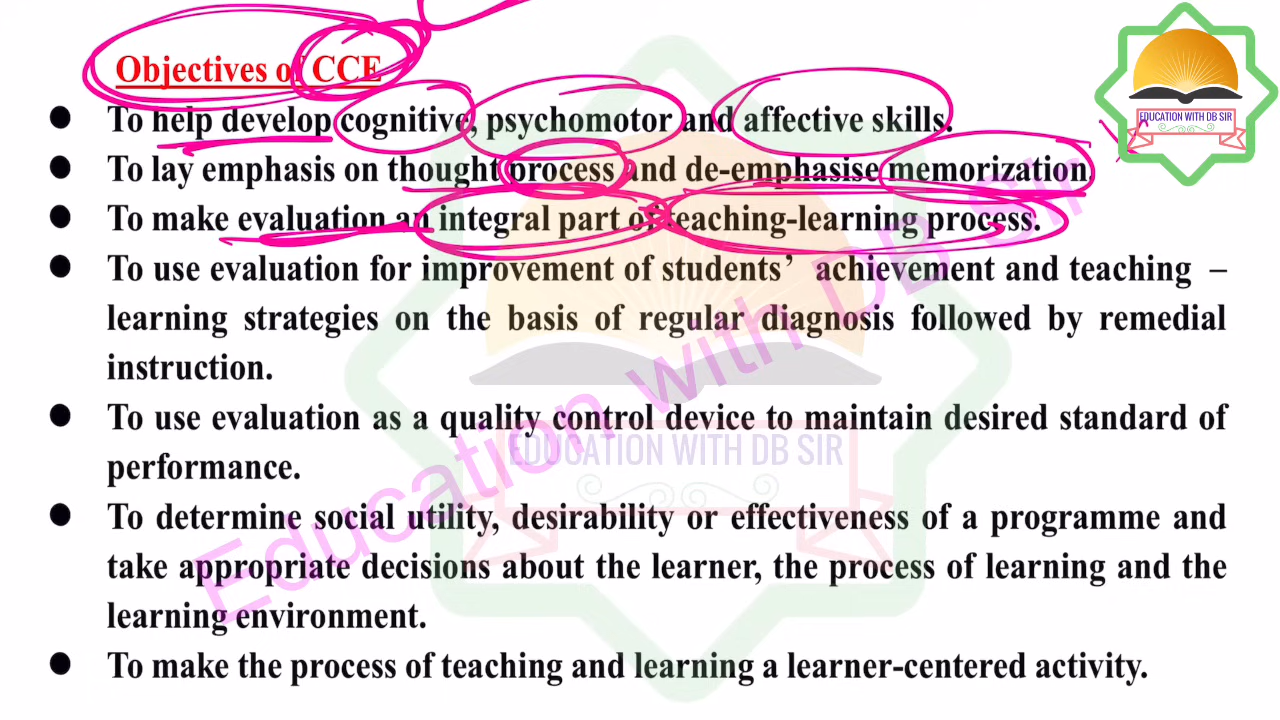 Objectives of CCE
● To help develop cognitive, psychomotor and affective skills.
● To lay emphasis on thought process and de-emphasise memorization.
● To make evaluation an integral part of teaching-learning process.
● To use evaluation for improvement of students’ achievement and teaching –
learning strategies on the basis of regular diagnosis followed by remedial
instruction.
● To use evaluation as a quality control device to maintain desired standard of
performance.
● To determine social utility, desirability or effectiveness of a programme and
take appropriate decisions about the learner, the process of learning and the
learning environment.
● To make the process of teaching and learning a learner-centered activity.
EDUCATION WITH DB SIR
EDUCATION WITH DB SIR
Education with DB Sir